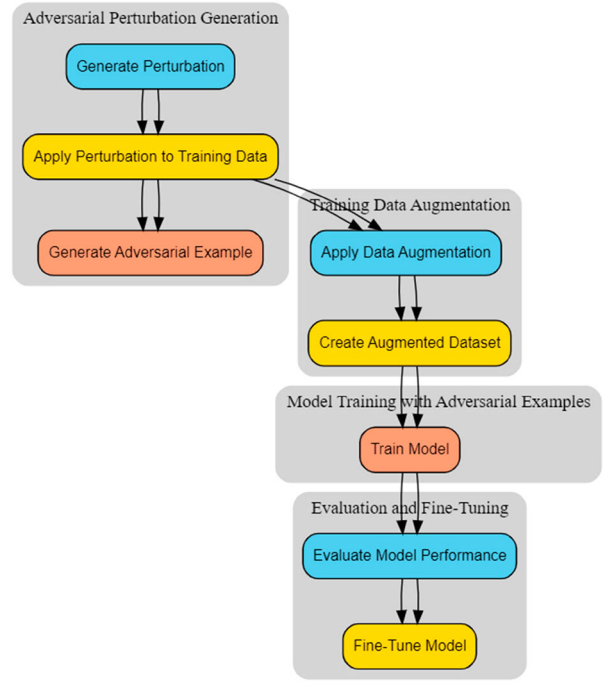 Adversarial Perturbation Generation
Generate Perturbation
Apply Perturbation to Training Data
Generate Adversarial Example
Training Data Augmentation
Apply Data Augmentation
Create Augmented Dataset
Model Training with Adversarial Examples
Train Model
Evaluation and Fine-Tuning
Evaluate Model Performance
Fine-Tune Model